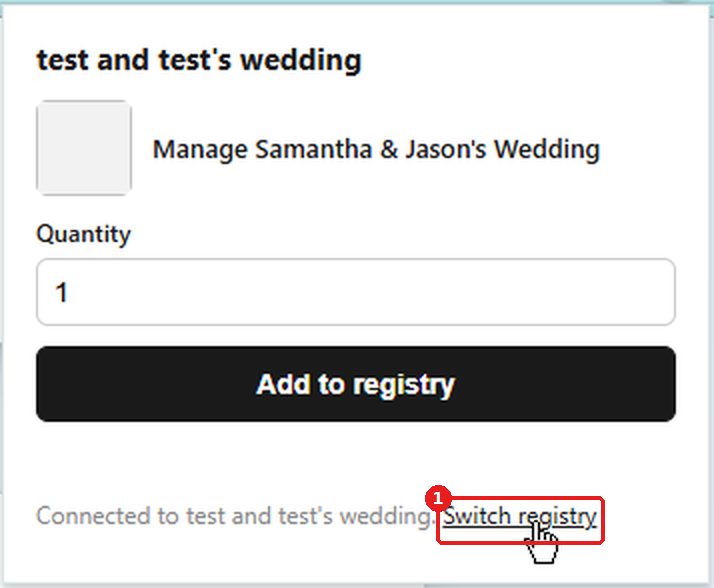 test and test's wedding
Manage Samantha & Jason's Wedding
Quantity
1
Add to registry
1
Connected to test and test's wedding. Switch registry